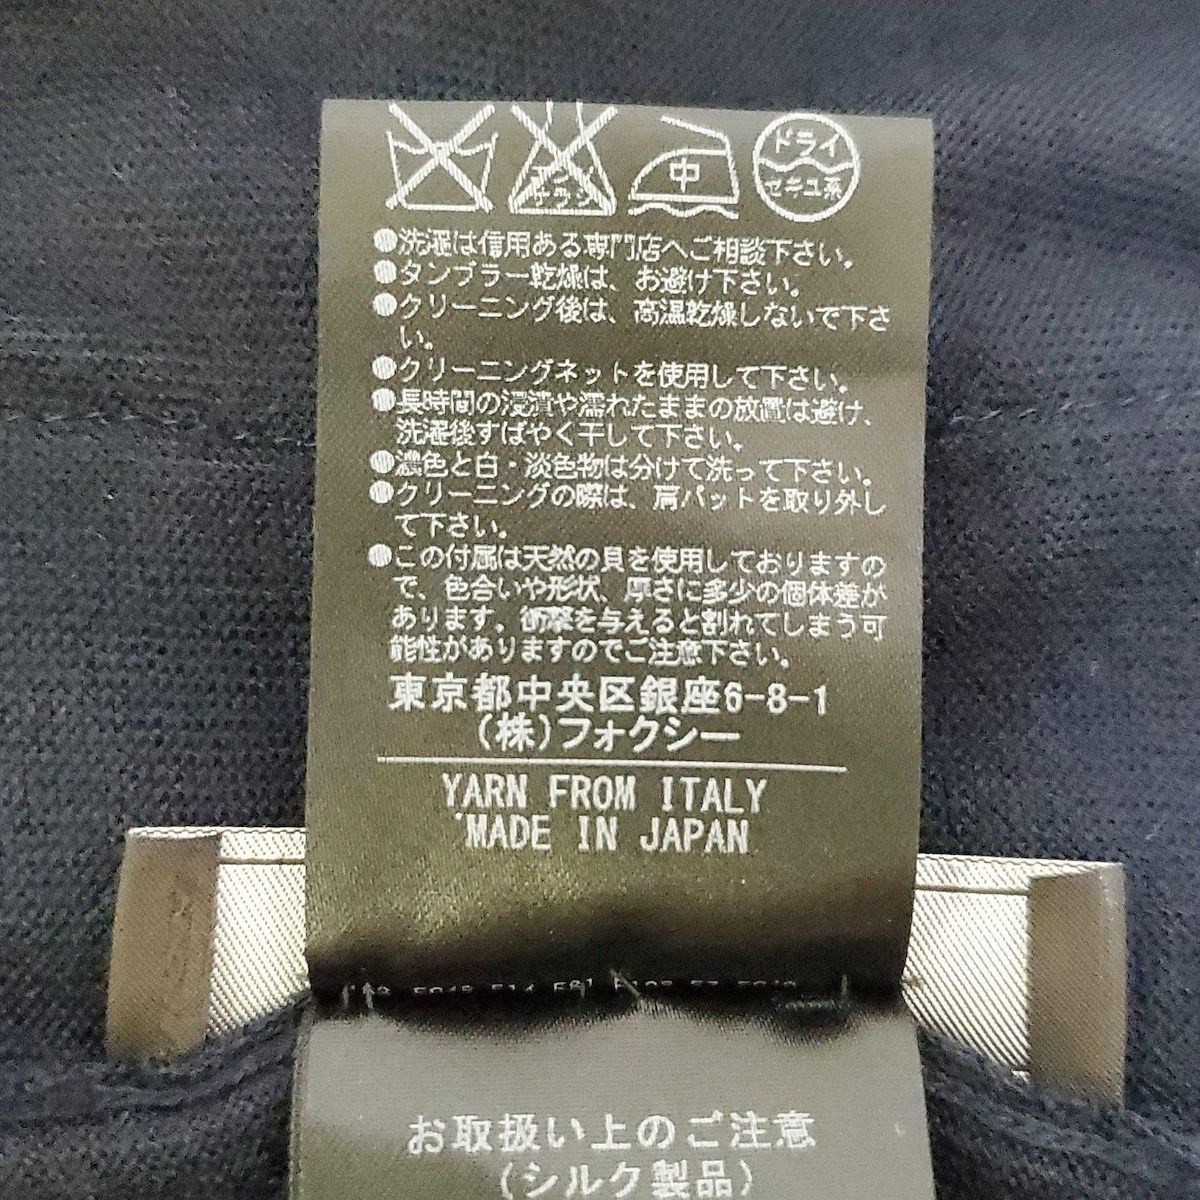 エンソ
サラシ
中
ドライ
セキユ系
●洗濯は信用ある専門店へご相談下さい。
●タンブラー乾燥は、お避け下さい。
●クリーニング後は、高温乾燥しないで下さ
い。
●クリーニングネットを使用して下さい。
●長時間の浸漬や濡れたままの放置は避け、
洗濯後すばやく干して下さい。
●濃色と白・淡色物は分けて洗って下さい。
●クリーニングの際は、肩パットを取り外し
て下さい。
●この付属は天然の貝を使用しておりますの
で、色合いや形状、厚さに多少の個体差が
あります。衝撃を与えると割れてしまう可
能性がありますのでご注意下さい。
東京都中央区銀座6-8-1
(株)フォクシー
YARN FROM ITALY
MADE IN JAPAN
お取扱い上のご注意
(シルク製品)